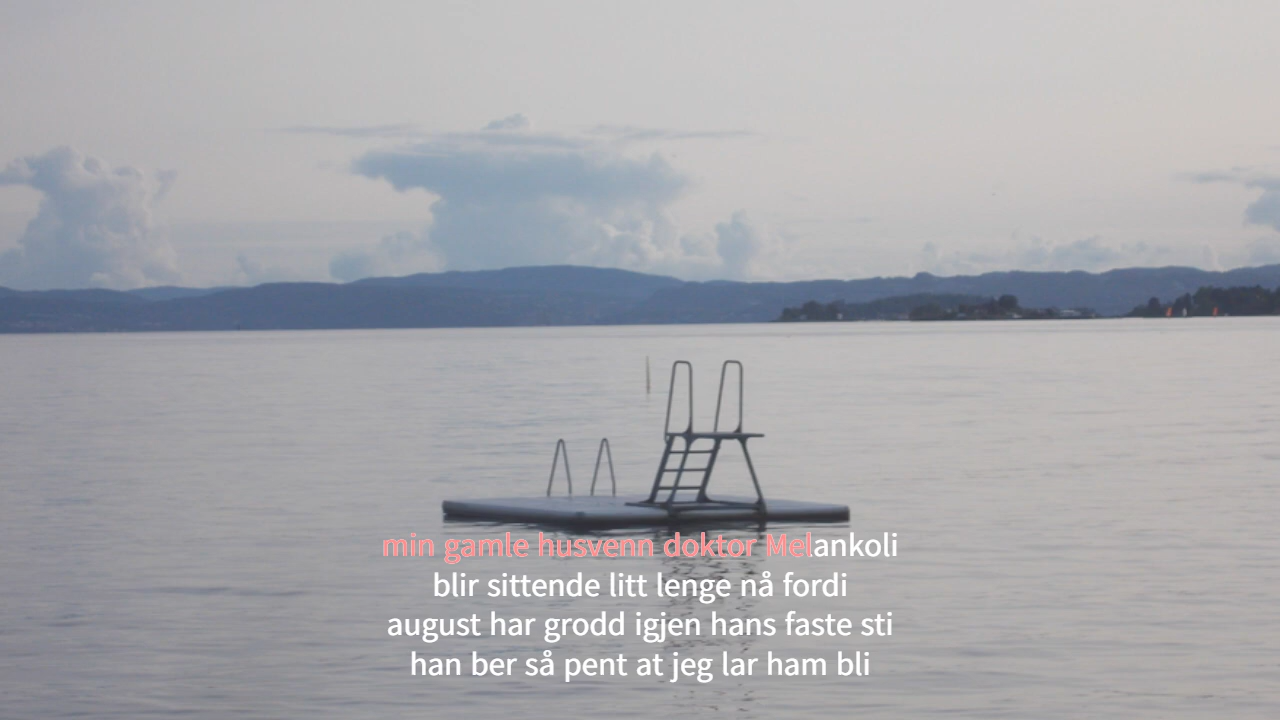 min gamle husvenn doktor Melankoli
blir sittende litt lenge nå fordi
august har grodd igjen hans faste sti
han ber så pent at jeg lar ham bli